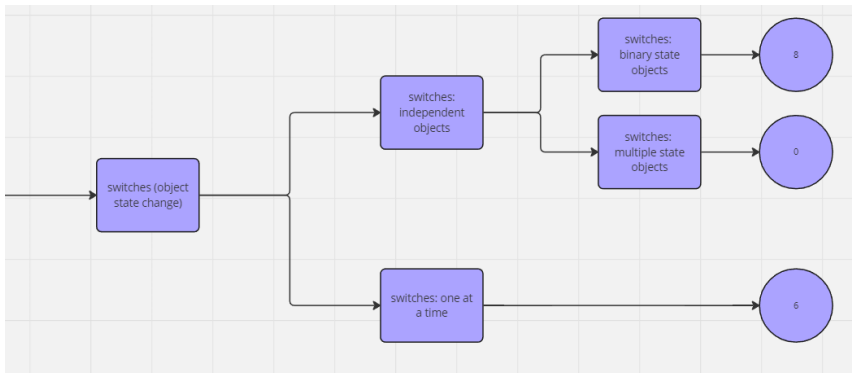 switches (object
state change)
switches:
independent
objects
switches:
binary state
objects
8
switches:
multiple state
objects
0
switches: one at
a time
6